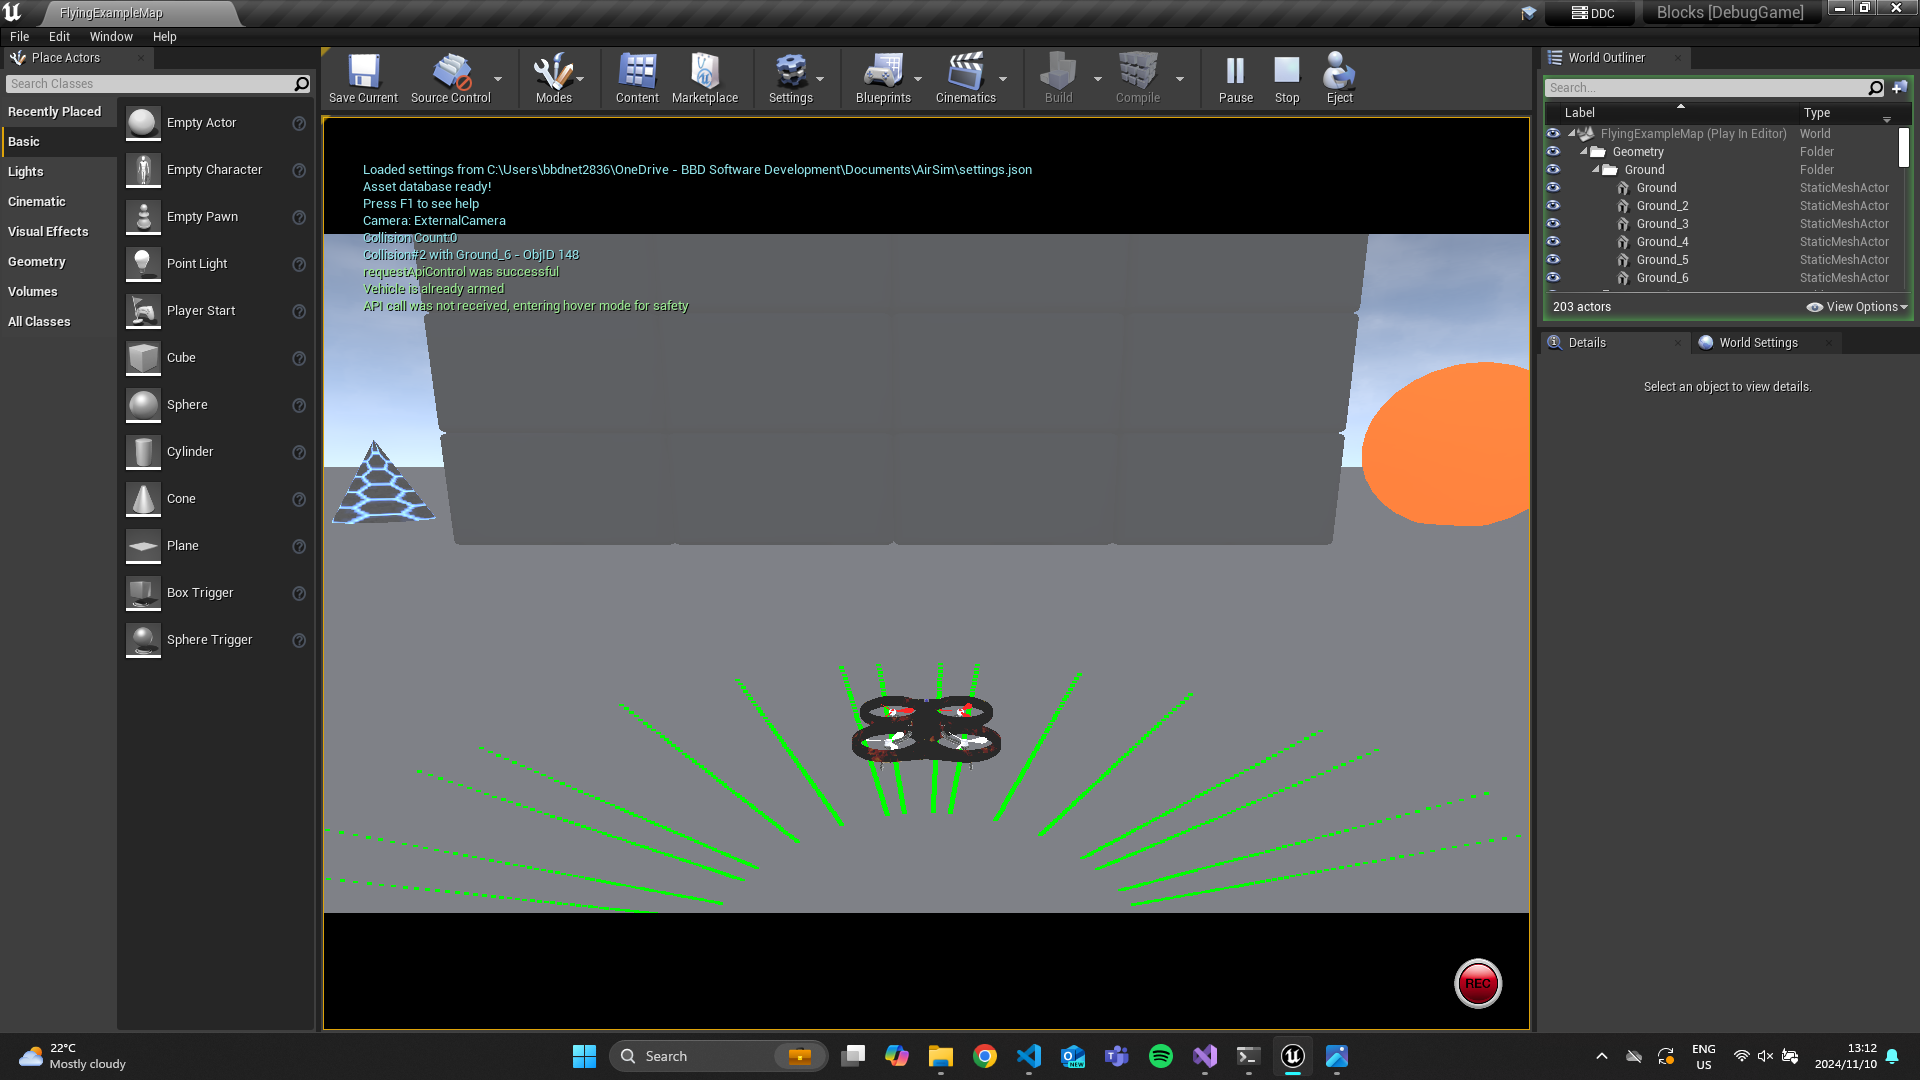 FlyingExampleMap
DDC
Blocks [DebugGame]
File Edit Window Help
Place Actors
Search Classes
Recently Placed
Basic
Lights
Cinematic
Visual Effects
Geometry
Volumes
All Classes
Empty Actor
Empty Character
Empty Pawn
Point Light
Player Start
Cube
Sphere
Cylinder
Cone
Plane
Box Trigger
Sphere Trigger
Save Current
Source Control
Modes
Content
Marketplace
Settings
Blueprints
Cinematics
Build
Compile
Pause
Stop
Eject
Loaded settings from C:\Users\bbdnet2836\OneDrive - BBD Software Development\Documents\AirSim\settings.json
Asset database ready!
Press F1 to see help
Camera: ExternalCamera
Collision Count:0
Collision#2 with Ground_6 - ObjID 148
requestApiControl was successful
Vehicle is already armed
API call was not received, entering hover mode for safety
REC
World Outliner
Search...
Label Type
FlyingExampleMap (Play In Editor) World
Geometry Folder
Ground Folder
Ground StaticMeshActor
Ground_2 StaticMeshActor
Ground_3 StaticMeshActor
Ground_4 StaticMeshActor
Ground_5 StaticMeshActor
Ground_6 StaticMeshActor
203 actors
View Options
Details
World Settings
Select an object to view details.
22°C
Mostly cloudy
Search
NEW
ENG
US
13:12
2024/11/10